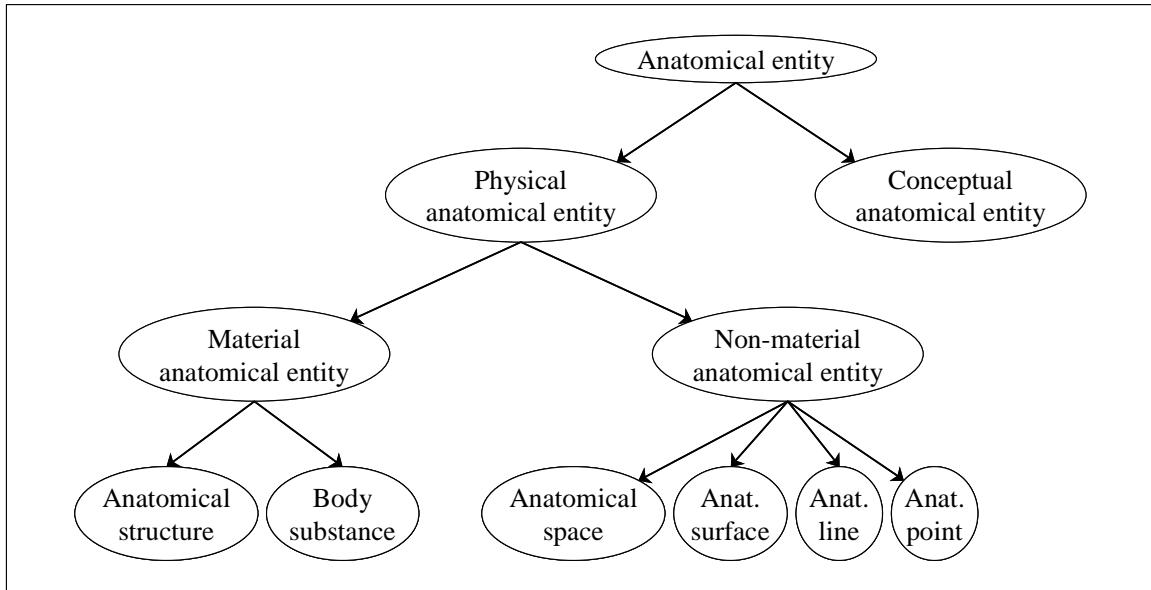 Anatomical entity
Physical
anatomical entity
Conceptual
anatomical entity
Material
anatomical entity
Non-material
anatomical entity
Anatomical
structure
Body
substance
Anatomical
space
Anat.
surface
Anat.
line
Anat.
point